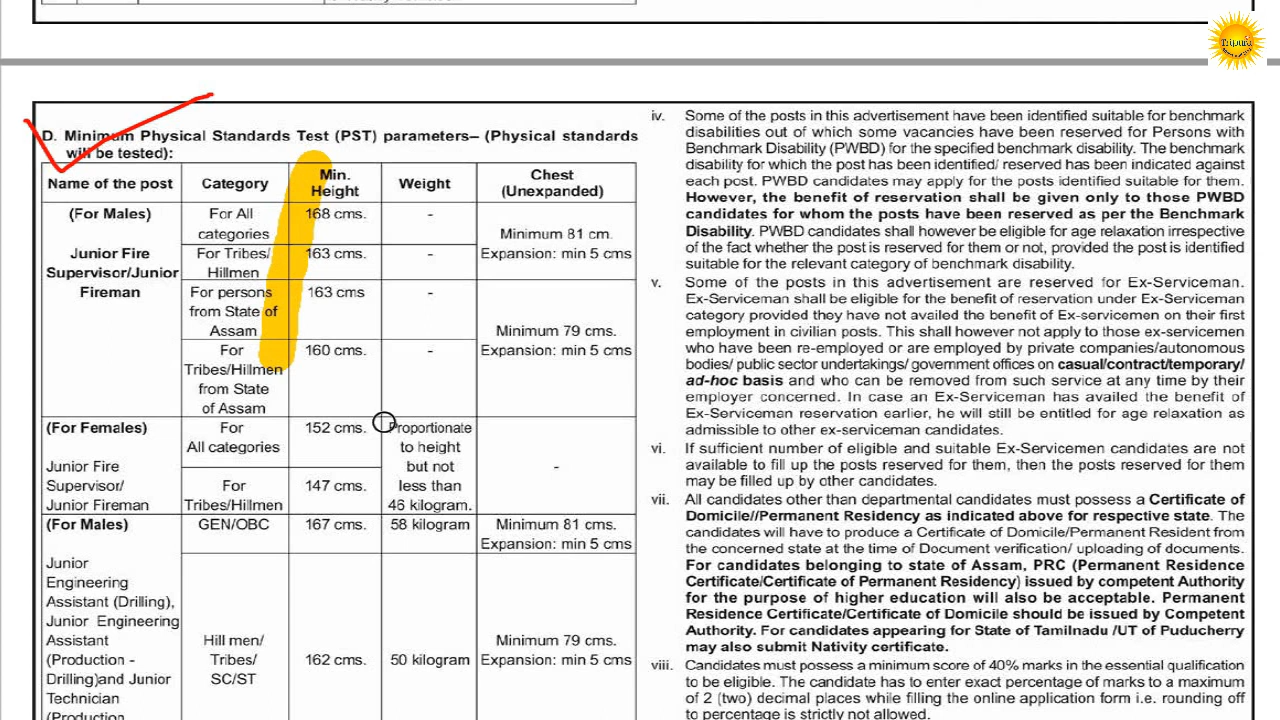 Tripura
D. Minimum Physical Standards Test (PST) parameters– (Physical standards
will be tested):
Name of the post
Category
Min.
Height
Weight
Chest
(Unexpanded)
(For Males)
Junior Fire
Supervisor/Junior
Fireman
For All
categories
168 cms.
-
Minimum 81 cm.
Expansion: min 5 cms
For Tribes/
Hillmen
163 cms.
-
For persons
from State of
Assam
163 cms
-
Minimum 79 cms.
Expansion: min 5 cms
For
Tribes/Hillmen
from State
of Assam
160 cms.
-
(For Females)
Junior Fire
Supervisor/
Junior Fireman
For
All categories
152 cms.
Proportionate
to height
but not
less than
46 kilogram.
-
For
Tribes/Hillmen
147 cms.
(For Males)
Junior
Engineering
Assistant (Drilling),
Junior Engineering
Assistant
(Production -
Drilling)and Junior
Technician
(Production
GEN/OBC
167 cms.
58 kilogram
Minimum 81 cms.
Expansion: min 5 cms
Hill men/
Tribes/
SC/ST
162 cms.
50 kilogram
Minimum 79 cms.
Expansion: min 5 cms
iv. Some of the posts in this advertisement have been identified suitable for benchmark
disabilities out of which some vacancies have been reserved for Persons with
Benchmark Disability (PWBD) for the specified benchmark disability. The benchmark
disability for which the post has been identified/ reserved has been indicated against
each post. PWBD candidates may apply for the posts identified suitable for them.
However, the benefit of reservation shall be given only to those PWBD
candidates for whom the posts have been reserved as per the Benchmark
Disability. PWBD candidates shall however be eligible for age relaxation irrespective
of the fact whether the post is reserved for them or not, provided the post is identified
suitable for the relevant category of benchmark disability.
v. Some of the posts in this advertisement are reserved for Ex-Serviceman.
Ex-Serviceman shall be eligible for the benefit of reservation under Ex-Serviceman
category provided they have not availed the benefit of Ex-servicemen on their first
employment in civilian posts. This shall however not apply to those ex-servicemen
who have been re-employed or are employed by private companies/autonomous
bodies/ public sector undertakings/ government offices on casual/contract/temporary/
ad-hoc basis and who can be removed from such service at any time by their
employer concerned. In case an Ex-Serviceman has availed the benefit of
Ex-Serviceman reservation earlier, he will still be entitled for age relaxation as
admissible to other ex-serviceman candidates.
vi. If sufficient number of eligible and suitable Ex-Servicemen candidates are not
available to fill up the posts reserved for them, then the posts reserved for them
may be filled up by other candidates.
vii. All candidates other than departmental candidates must possess a Certificate of
Domicile//Permanent Residency as indicated above for respective state. The
candidates will have to produce a Certificate of Domicile/Permanent Resident from
the concerned state at the time of Document verification/ uploading of documents.
For candidates belonging to state of Assam, PRC (Permanent Residence
Certificate/Certificate of Permanent Residency) issued by competent Authority
for the purpose of higher education will also be acceptable. Permanent
Residence Certificate/Certificate of Domicile should be issued by Competent
Authority. For candidates appearing for State of Tamilnadu /UT of Puducherry
may also submit Nativity certificate.
viii. Candidates must possess a minimum score of 40% marks in the essential qualification
to be eligible. The candidate has to enter exact percentage of marks to a maximum
of 2 (two) decimal places while filling the online application form i.e. rounding off
to percentage is strictly not allowed.